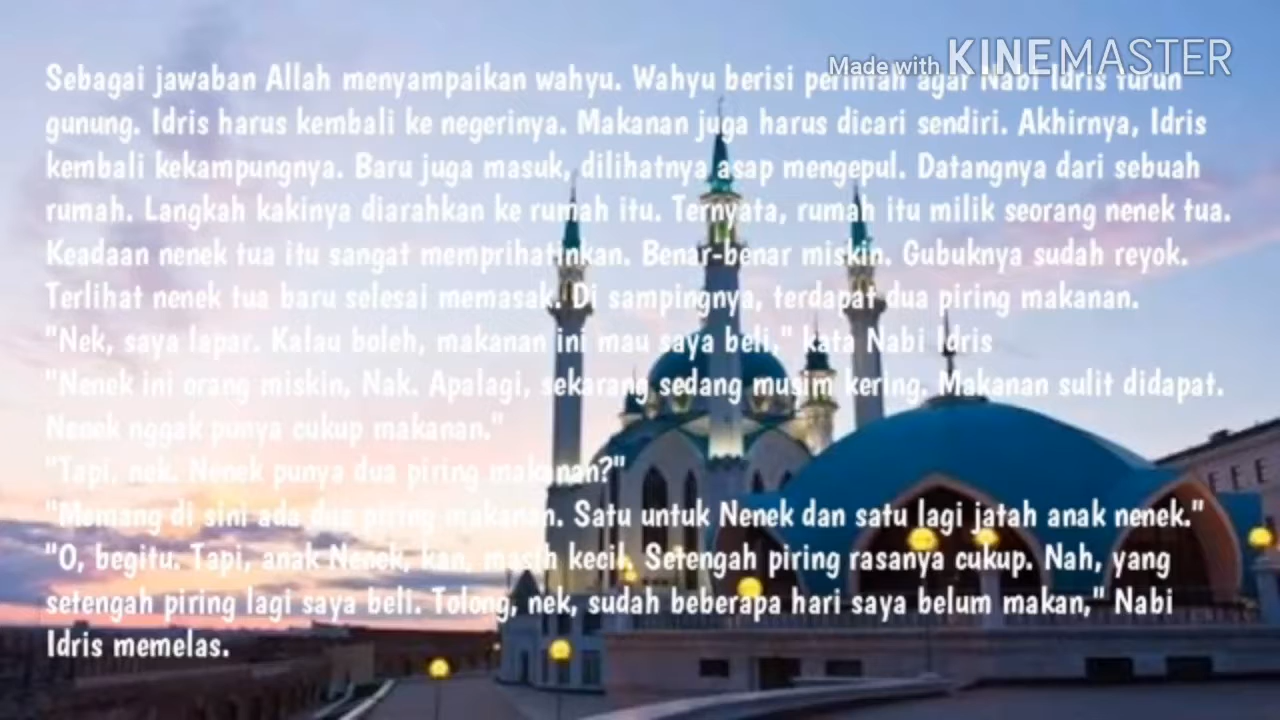 Made with KINEMASTER
Sebagai jawaban Allah menyampaikan wahyu. Wahyu berisi perintah agar Nabi Idris turun
gunung. Idris harus kembali ke negerinya. Makanan juga harus dicari sendiri. Akhirnya, Idris
kembali kekampungnya. Baru juga masuk, dilihatnya asap mengepul. Datangnya dari sebuah
rumah. Langkah kakinya diarahkan ke rumah itu. Ternyata, rumah itu milik seorang nenek tua.
Keadaan nenek tua itu sangat memprihatinkan. Benar-benar miskin. Gubuknya sudah reyok.
Terlihat nenek tua baru selesai memasak. Di sampingnya, terdapat dua piring makanan.
"Nek, saya lapar. Kalau boleh, makanan ini mau saya beli," kata Nabi Idris
"Nenek ini orang miskin, Nak. Apalagi, sekarang sedang musim kering. Makanan sulit didapat.
Nenek nggak punya cukup makanan."
"Tapi, nek. Nenek punya dua piring makanan?"
"Memang di sini ada dua piring makanan. Satu untuk Nenek dan satu lagi jatah anak nenek."
"O, begitu. Tapi, anak Nenek, kan, masih kecil. Setengah piring rasanya cukup. Nah, yang
setengah piring lagi saya beli. Tolong, nek, sudah beberapa hari saya belum makan," Nabi
Idris memelas.